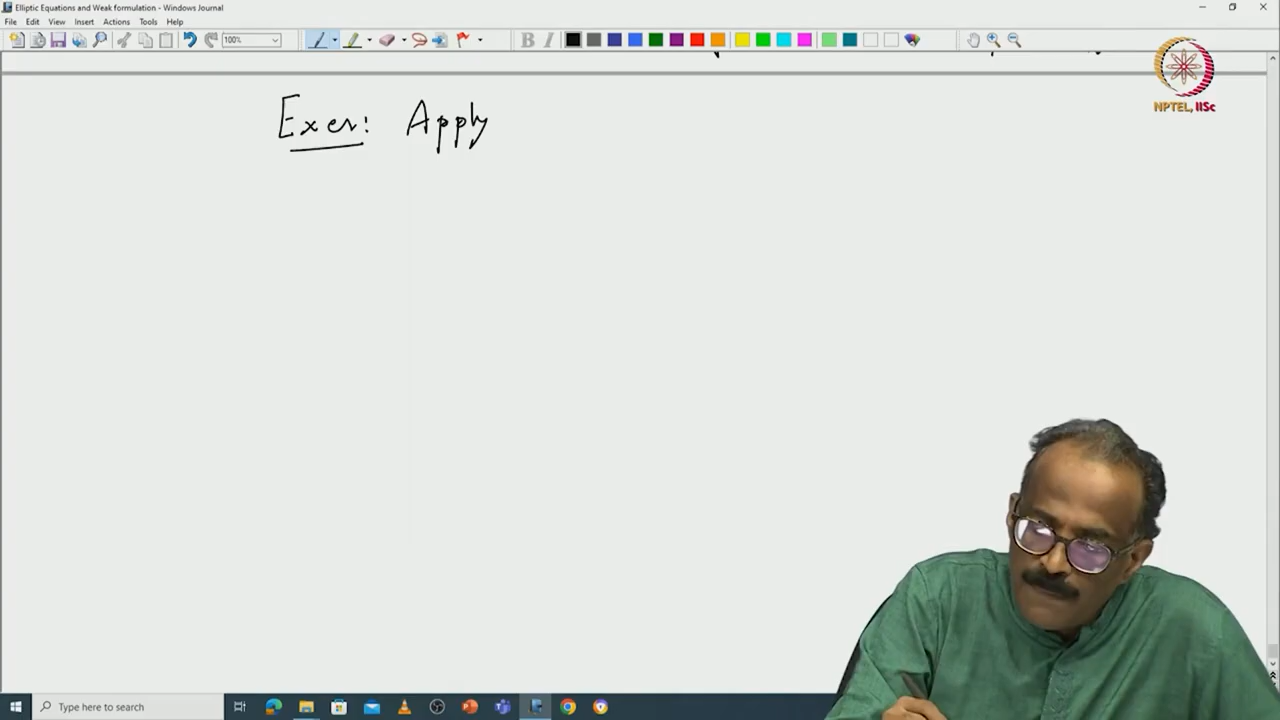 Elliptic Equations and Weak formulation - Windows Journal
File Edit View Insert Actions Tools Help
100%
B I
NPTEL, IISc
Exer: Apply
Type here to search